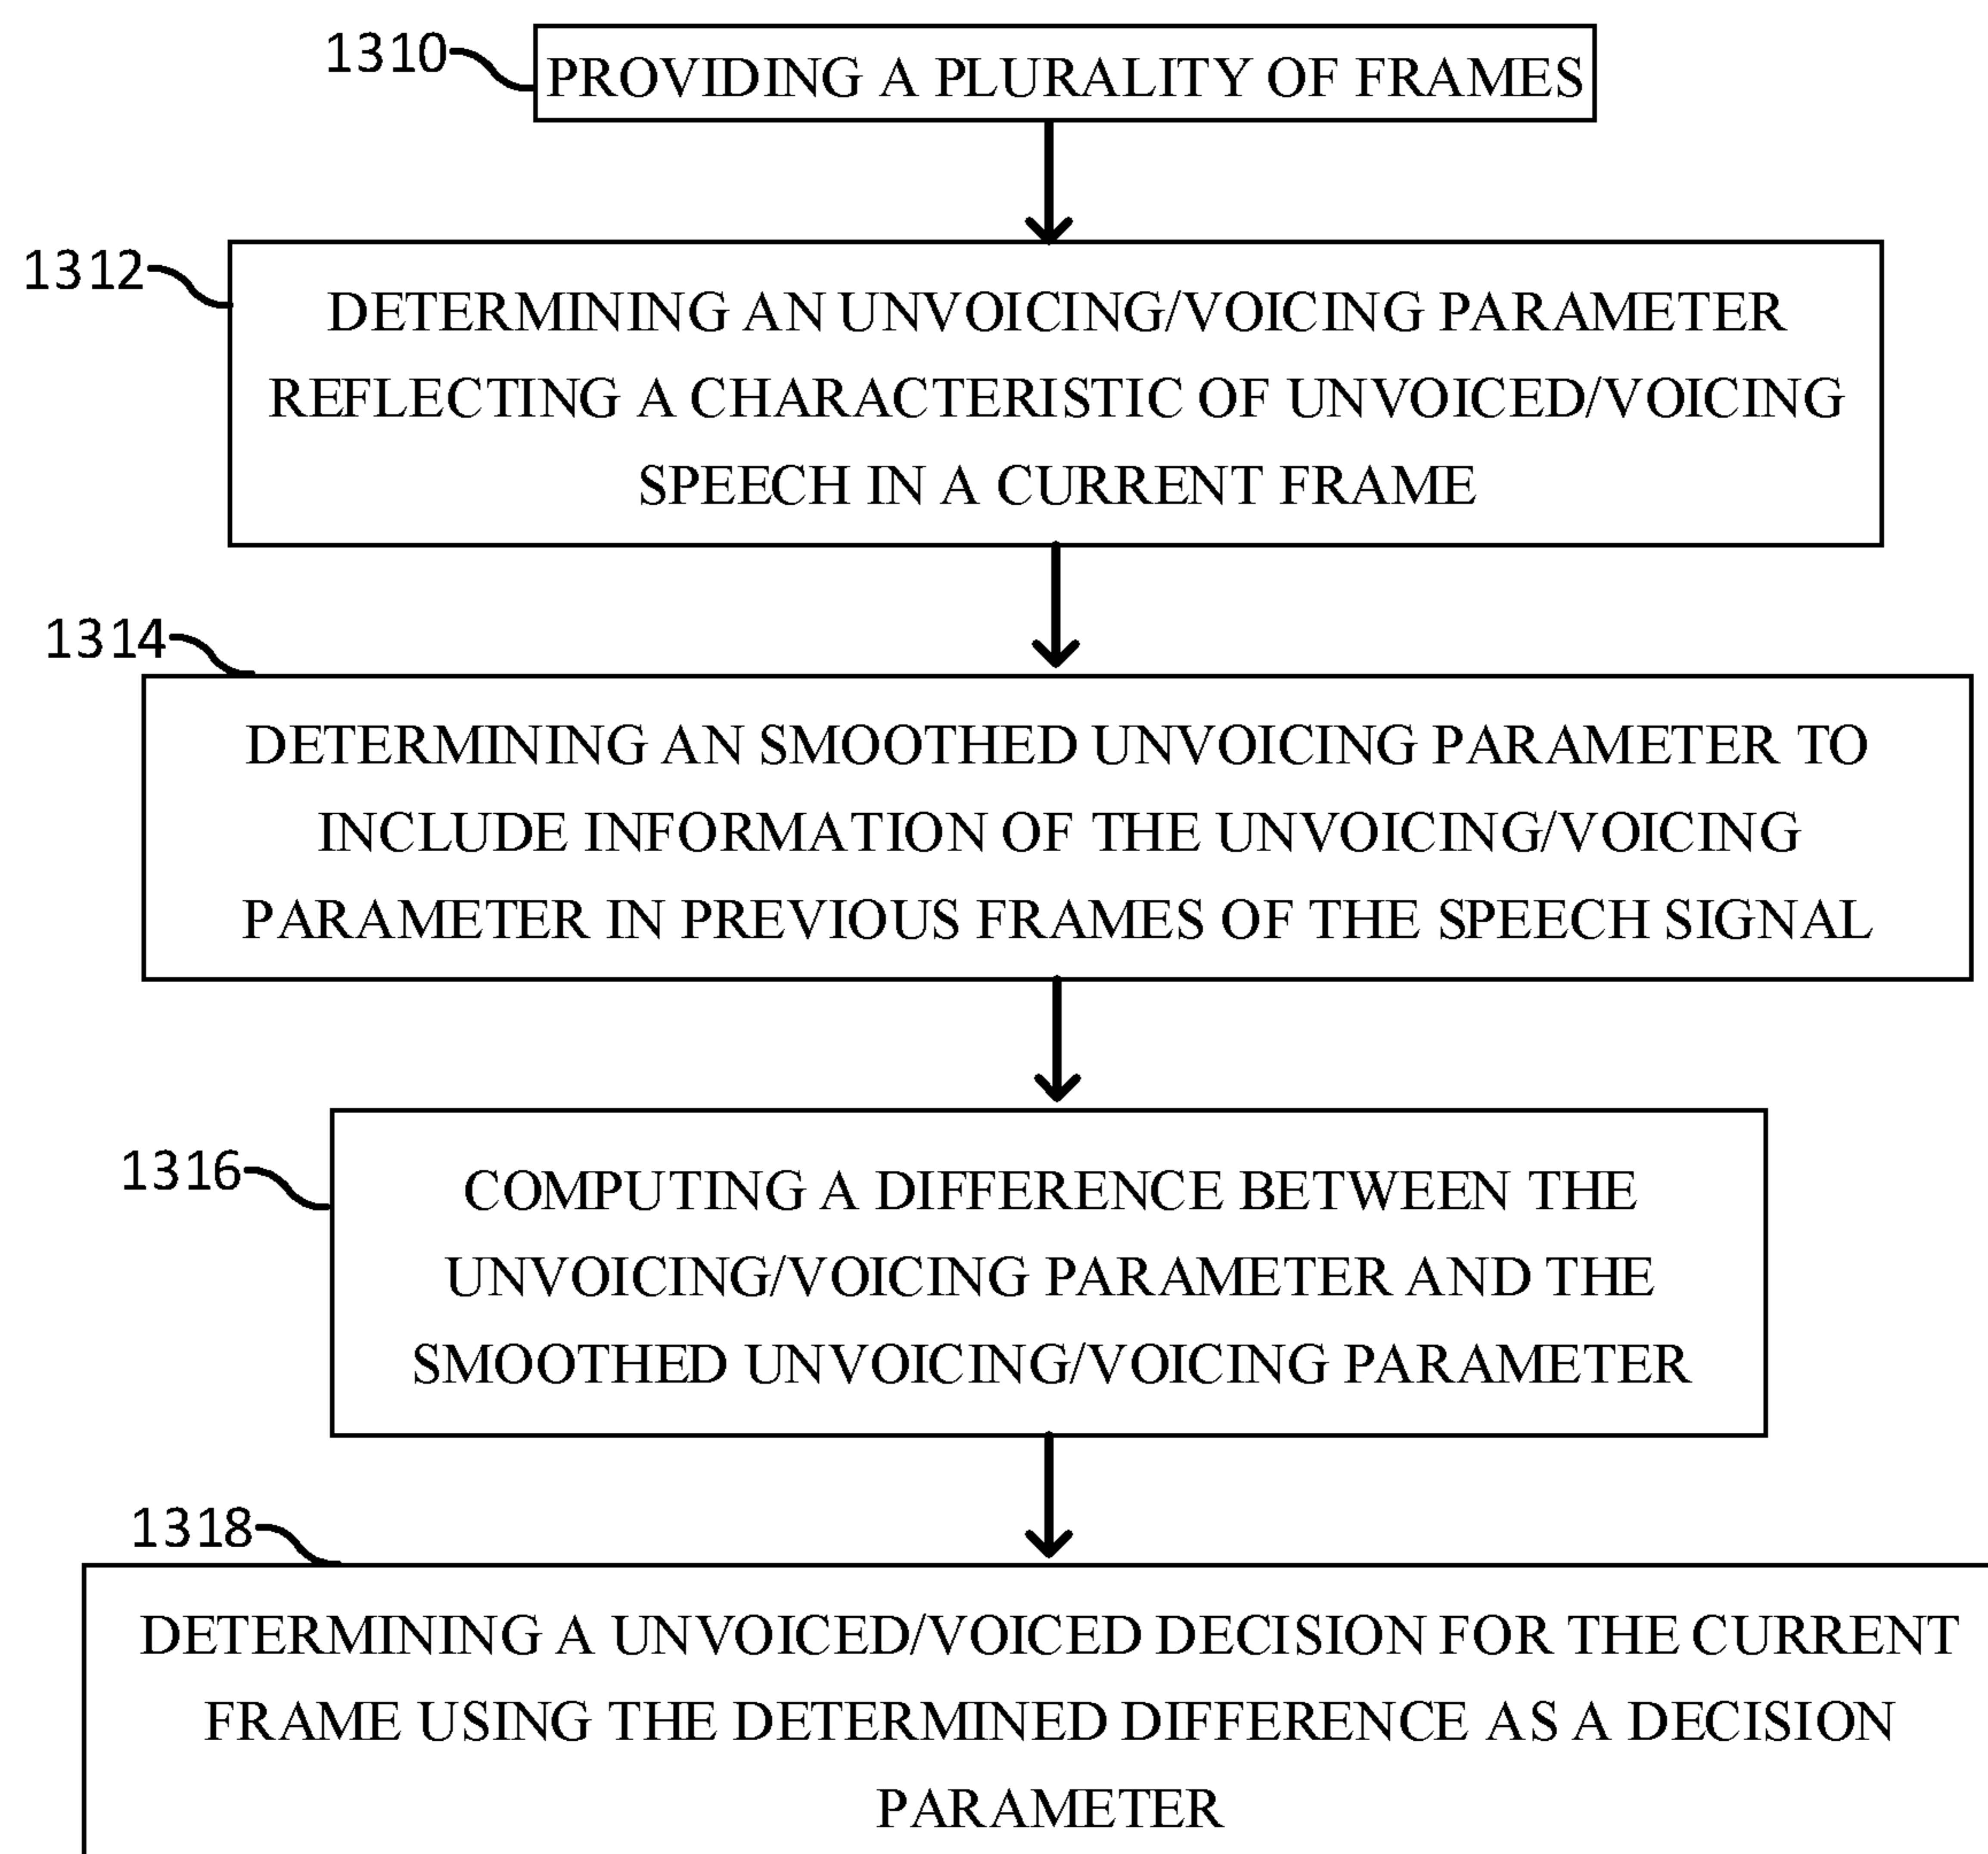 1310
PROVIDING A PLURALITY OF FRAMES
1312
DETERMINING AN UNVOICING/VOICING PARAMETER
REFLECTING A CHARACTERISTIC OF UNVOICED/VOICING
SPEECH IN A CURRENT FRAME
1314
DETERMINING AN SMOOTHED UNVOICING PARAMETER TO
INCLUDE INFORMATION OF THE UNVOICING/VOICING
PARAMETER IN PREVIOUS FRAMES OF THE SPEECH SIGNAL
1316
COMPUTING A DIFFERENCE BETWEEN THE
UNVOICING/VOICING PARAMETER AND THE
SMOOTHED UNVOICING/VOICING PARAMETER
1318
DETERMINING A UNVOICED/VOICED DECISION FOR THE CURRENT
FRAME USING THE DETERMINED DIFFERENCE AS A DECISION
PARAMETER